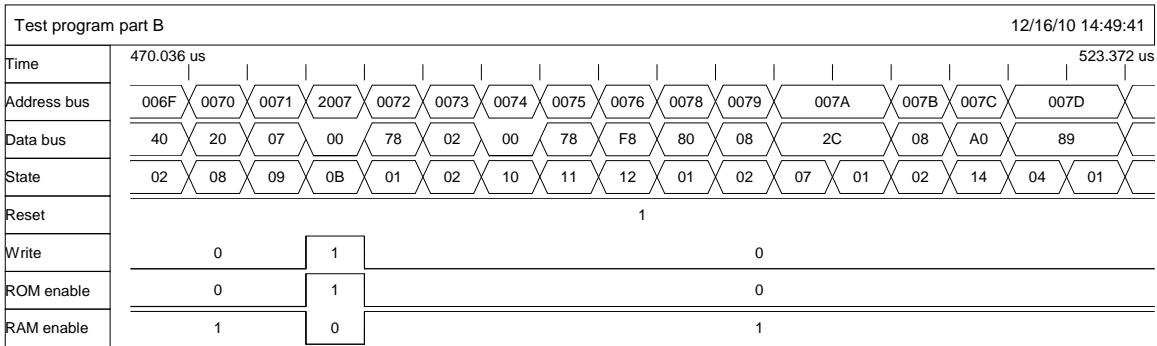 Test program part B 12/16/10 14:49:41
Time 470.036 us 523.372 us
Address bus 006F 0070 0071 2007 0072 0073 0074 0075 0076 0078 0079 007A 007B 007C 007D
Data bus 40 20 07 00 78 02 00 78 F8 80 08 2C 08 A0 89
State 02 08 09 0B 01 02 10 11 12 01 02 07 01 02 14 04 01
Reset 1
Write 0 1 0
ROM enable 0 1 0
RAM enable 1 0 1